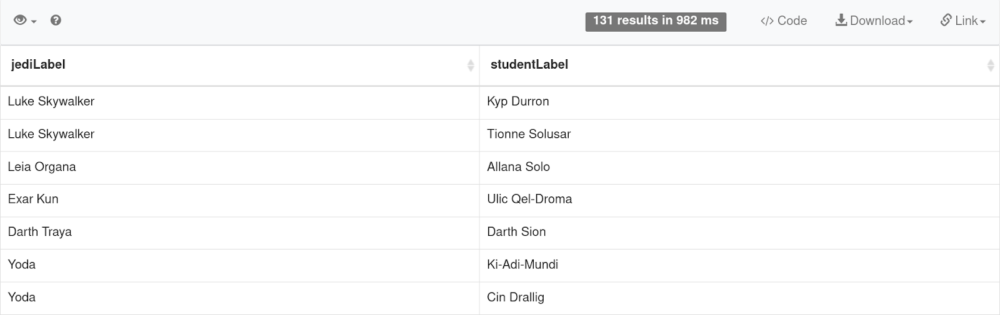 131 results in 982 ms </> Code Download Link
jediLabel studentLabel
Luke Skywalker Kyp Durron
Luke Skywalker Tionne Solusar
Leia Organa Allana Solo
Exar Kun Ulic Qel-Droma
Darth Traya Darth Sion
Yoda Ki-Adi-Mundi
Yoda Cin Drallig